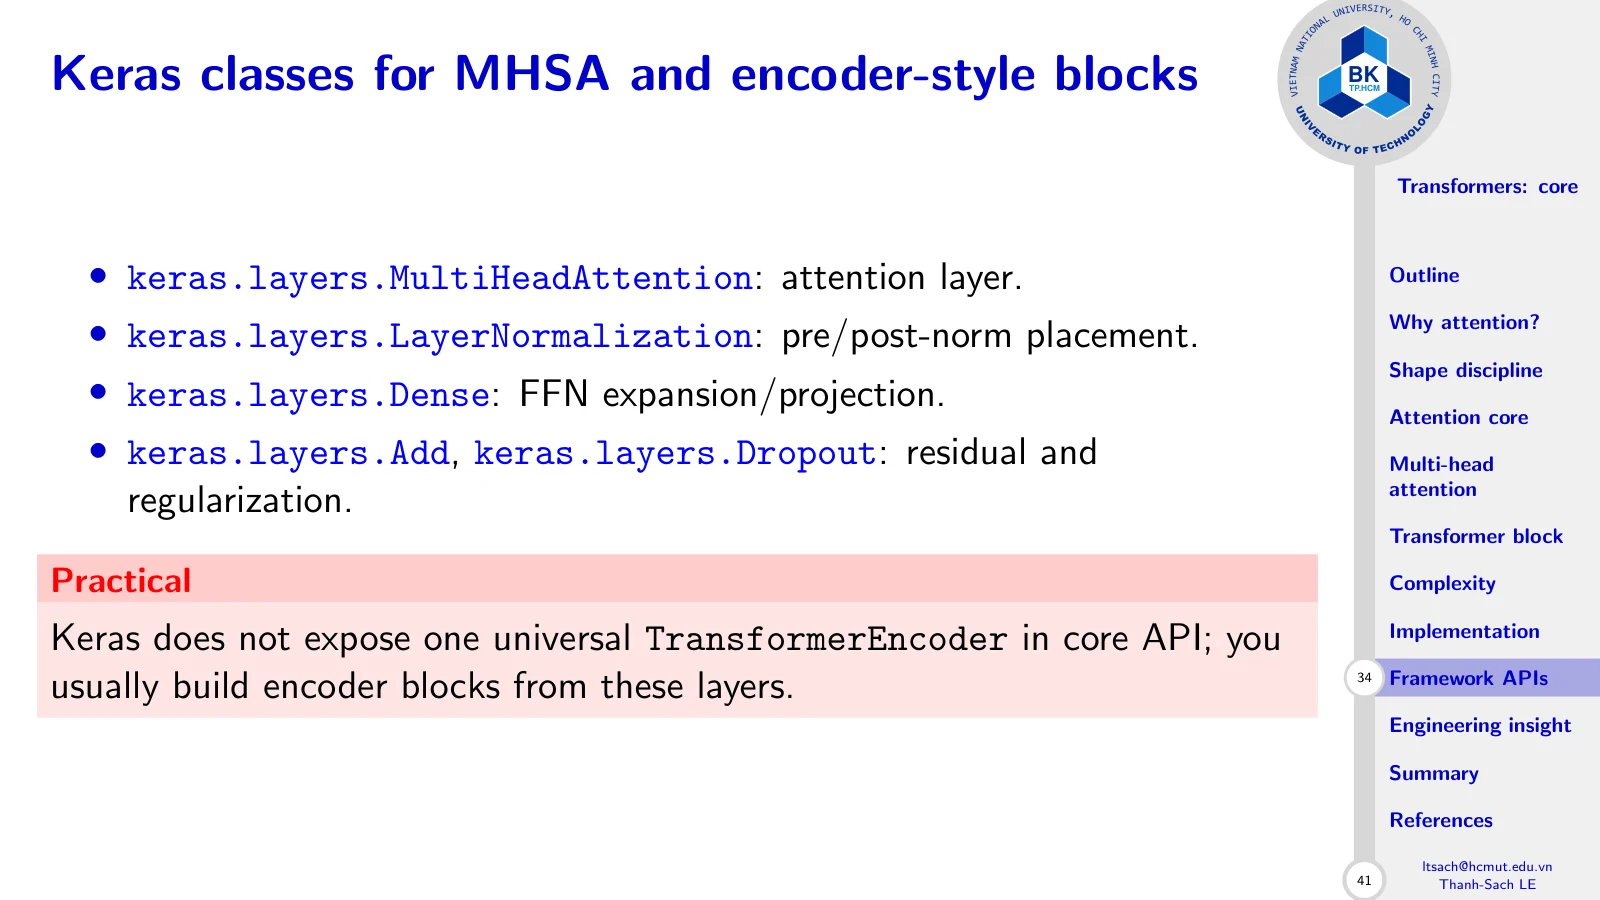 Keras classes for MHSA and encoder-style blocks
VIETNAM NATIONAL UNIVERSITY, HO CHI MINH CITY
BK
TP.HCM
UNIVERSITY OF TECHNOLOGY
• keras.layers.MultiHeadAttention: attention layer.
• keras.layers.LayerNormalization: pre/post-norm placement.
• keras.layers.Dense: FFN expansion/projection.
• keras.layers.Add, keras.layers.Dropout: residual and
regularization.
Practical
Keras does not expose one universal TransformerEncoder in core API; you
usually build encoder blocks from these layers.
Transformers: core
Outline
Why attention?
Shape discipline
Attention core
Multi-head
attention
Transformer block
Complexity
Implementation
34 Framework APIs
Engineering insight
Summary
References
ltsach@hcmut.edu.vn
41
Thanh-Sach LE